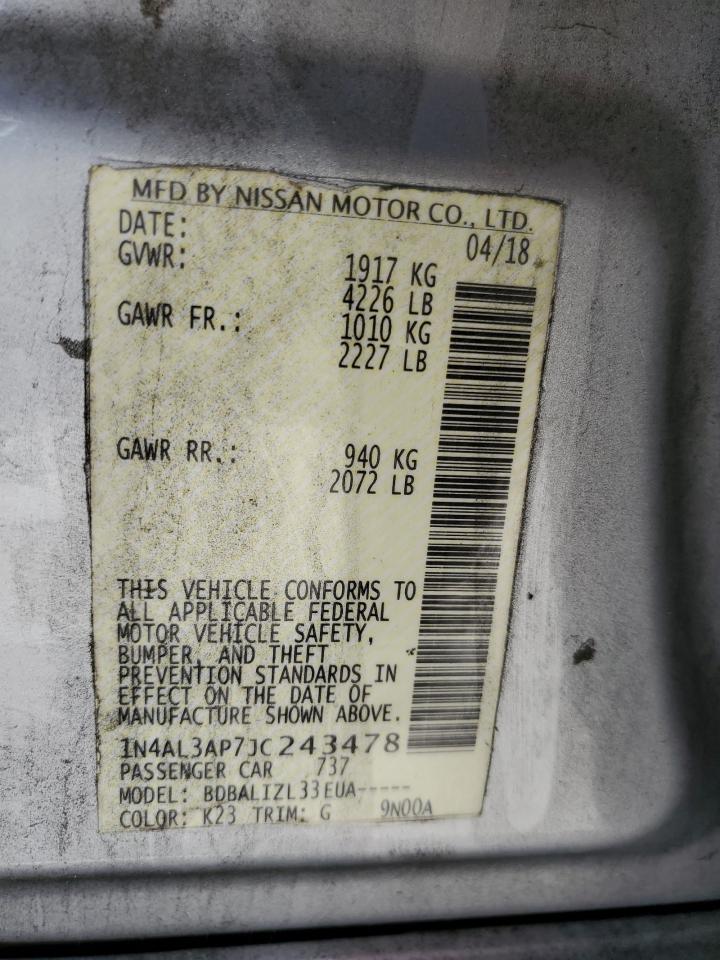 MFD BY NISSAN MOTOR CO., LTD.
DATE: 04/18
GVWR: 1917 KG
4226 LB
GAWR FR.: 1010 KG
2227 LB
GAWR RR.: 940 KG
2072 LB
THIS VEHICLE CONFORMS TO
ALL APPLICABLE FEDERAL
MOTOR VEHICLE SAFETY,
BUMPER, AND THEFT
PREVENTION STANDARDS IN
EFFECT ON THE DATE OF
MANUFACTURE SHOWN ABOVE.
1N4AL3AP7JC243478
PASSENGER CAR 737
MODEL: BDBALIZL33EUA-----
COLOR: K23 TRIM: G 9N00A